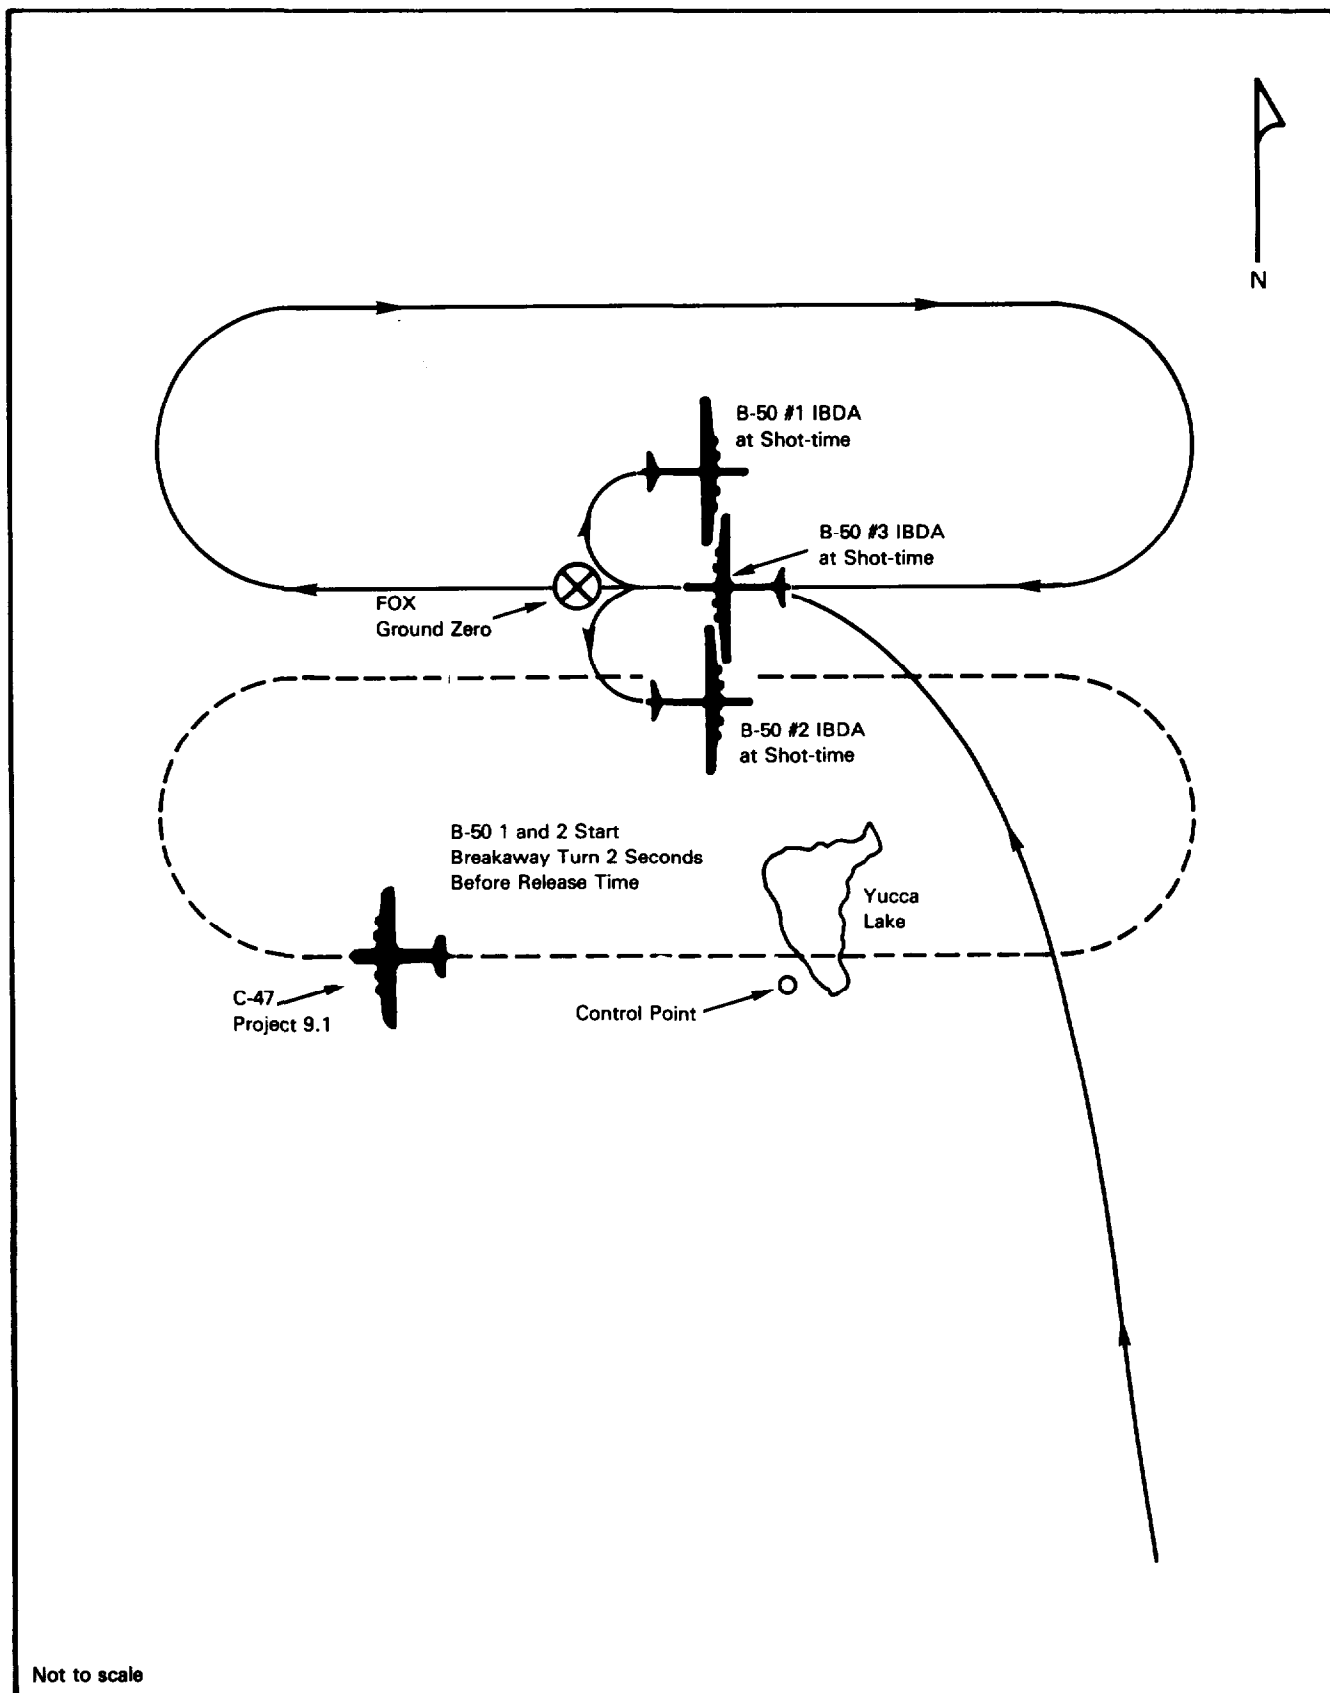 N
B-50 #1 IBDA
at Shot-time
B-50 #3 IBDA
at Shot-time
FOX
Ground Zero
B-50 #2 IBDA
at Shot-time
B-50 1 and 2 Start
Breakaway Turn 2 Seconds
Before Release Time
Yucca
Lake
C-47
Project 9.1
Control Point
Not to scale